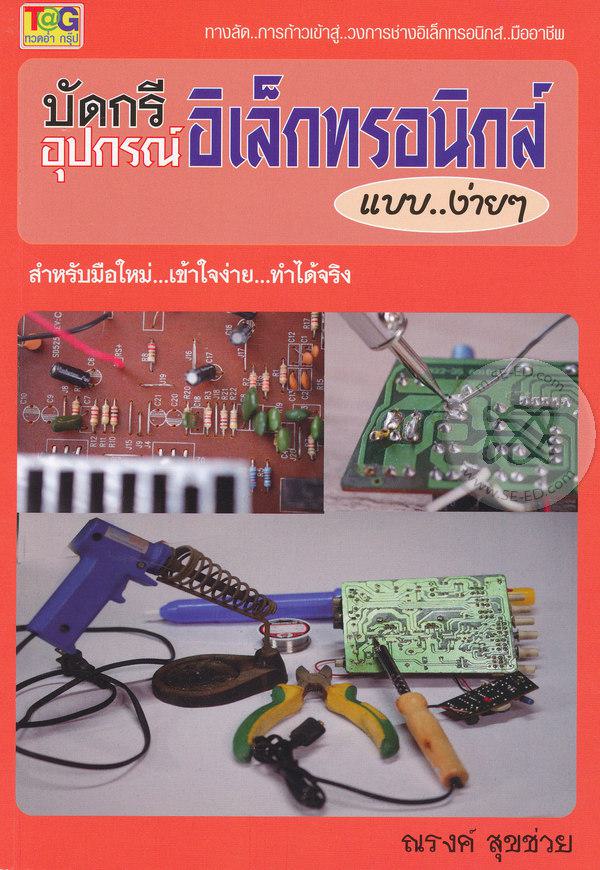 T@G
ทวดอ่ำ กรุ๊ป
ทางลัด..การก้าวเข้าสู่..วงการช่างอิเล็กทรอนิกส์..มืออาชีพ
บัดกรี
อุปกรณ์ อิเล็กทรอนิกส์
แบบ..ง่ายๆ
สำหรับมือใหม่...เข้าใจง่าย...ทำได้จริง
www.SE-ED.com
ณรงค์ สุขช่วย